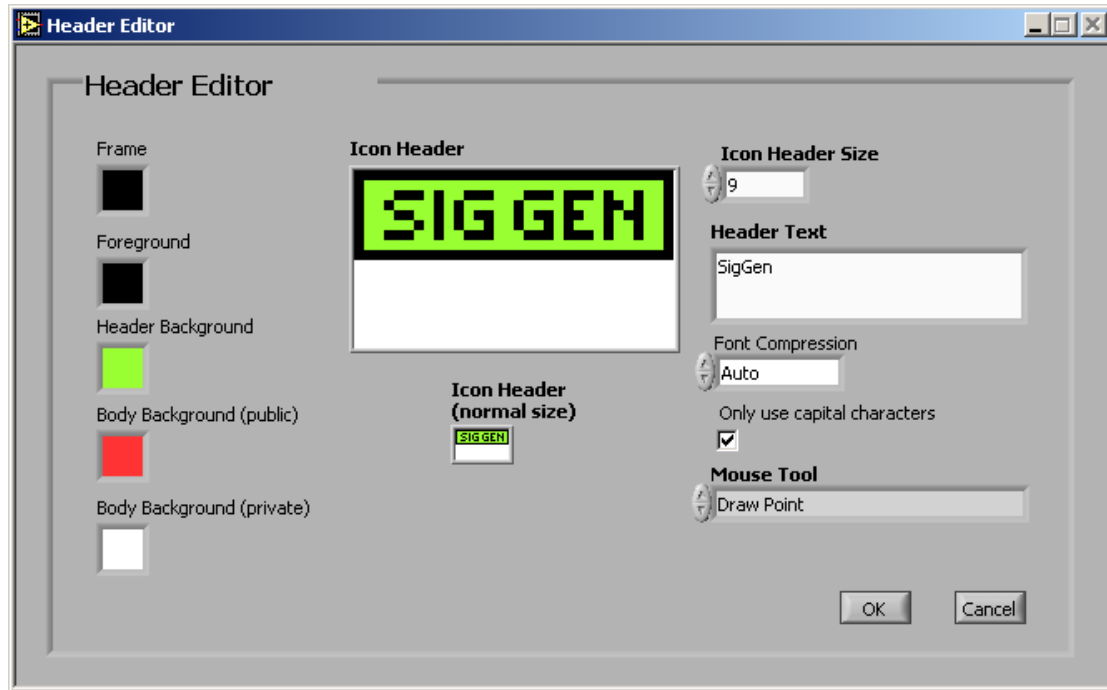 Header Editor
Header Editor
Frame
Foreground
Header Background
Body Background (public)
Body Background (private)
Icon Header
SIG GEN
Icon Header
(normal size)
SIG GEN
Icon Header Size
9
Header Text
SigGen
Font Compression
Auto
Only use capital characters
Mouse Tool
Draw Point
OK
Cancel